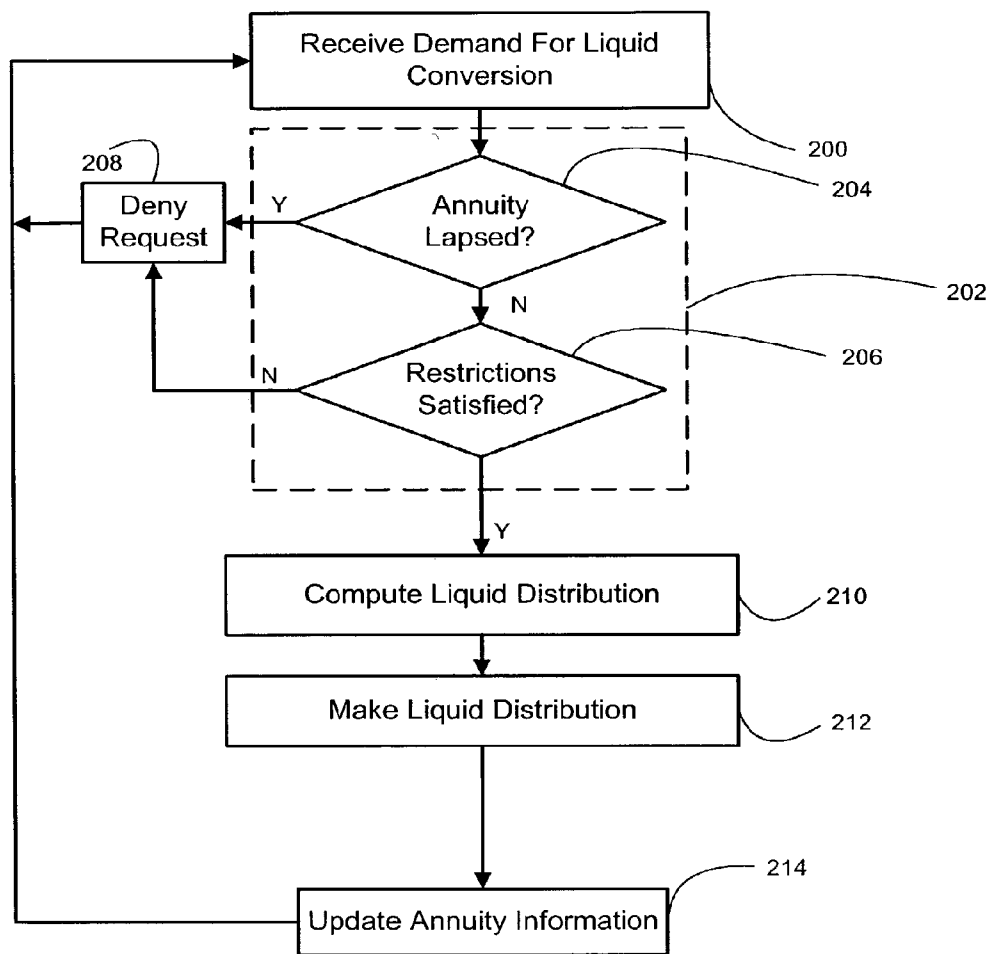 Receive Demand For Liquid
Conversion
200
208
204
Deny
Request
Y
Annuity
Lapsed?
202
N
206
N
Restrictions
Satisfied?
Y
Compute Liquid Distribution
210
Make Liquid Distribution
212
214
Update Annuity Information